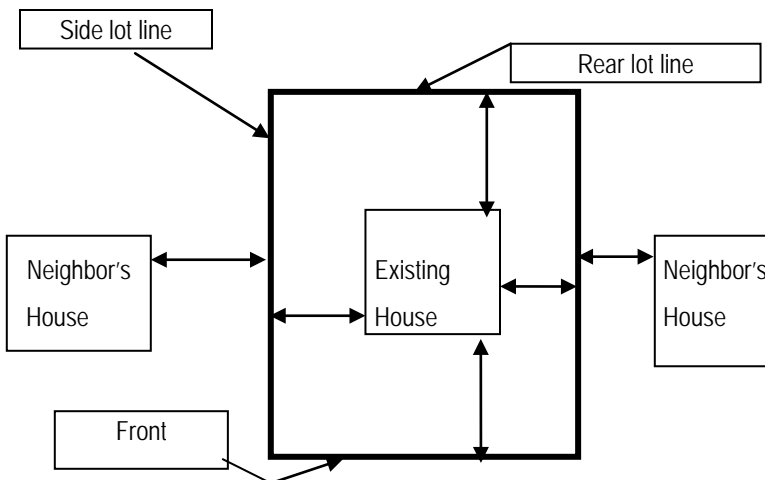 Side lot line
Rear lot line
Neighbor's
House
Existing
House
Neighbor's
House
Front